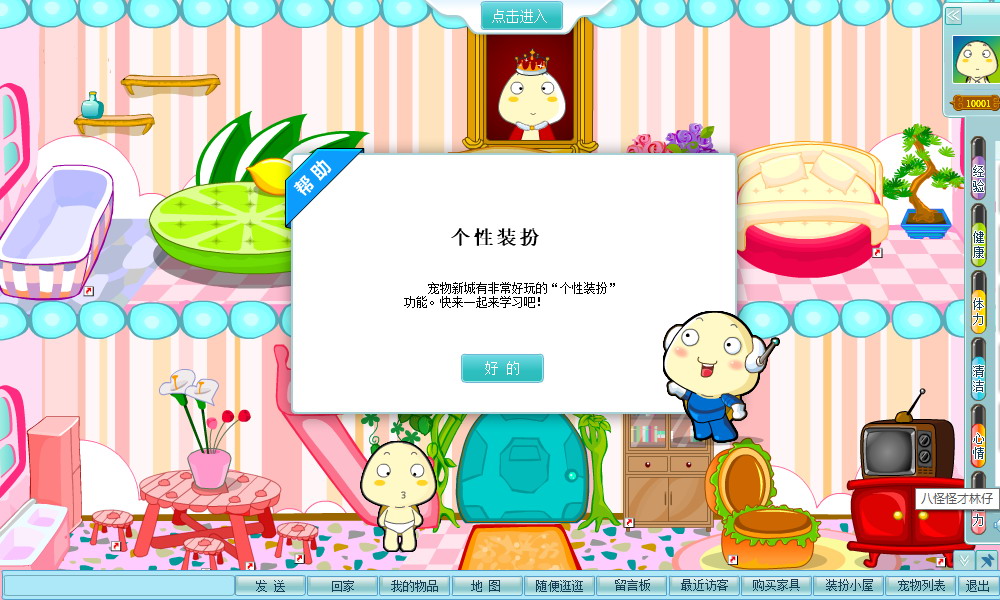 点击进入
10001
帮助
个性装扮
宠物新城有非常好玩的“个性装扮”
功能。快来一起来学习吧！
好的
经验
健康
体力
清洁
心情
八怪怪才林仔
力
发送
回家
我的物品
地图
随便逛逛
留言板
最近访客
购买家具
装扮小屋
宠物列表
退出